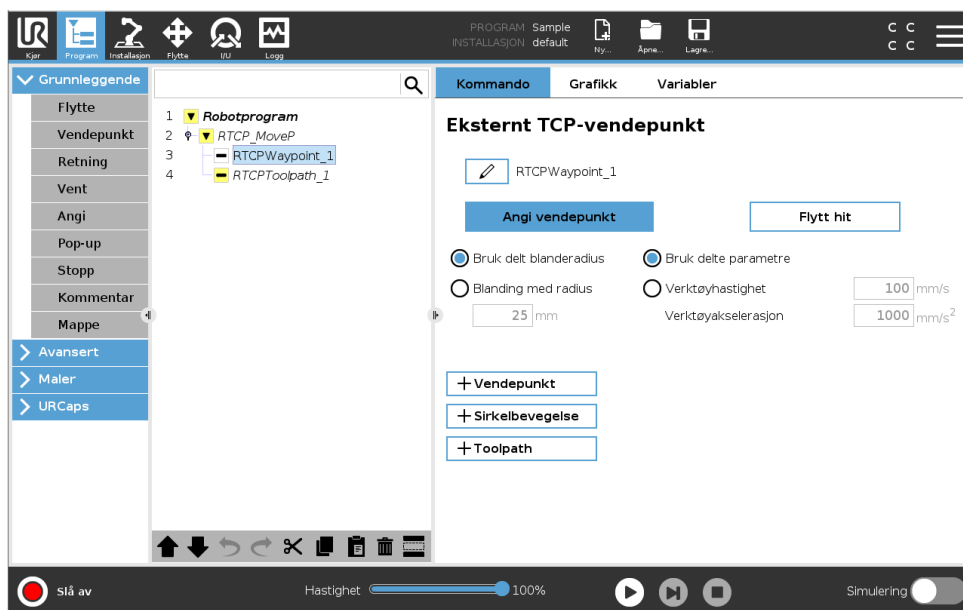 PROGRAM Sample
INSTALLASJON default
C C
C C
Kjør Program Installasjon Flytte I/U Logg Ny... Åpne... Lagre...
Grunnleggende
Flytte
Vendepunkt
Retning
Vent
Angi
Pop-up
Stopp
Kommentar
Mappe
Avansert
Maler
URCaps
1 Robotprogram
2 RTCP_MoveP
3 RTCPWaypoint_1
4 RTCPToolpath_1
Kommando Grafikk Variabler
Eksternt TCP-vendepunkt
RTCPWaypoint_1
Angi vendepunkt Flytt hit
Bruk delt blanderadius Bruk delte parametre
Blanding med radius Verktøyhastighet 100 mm/s
25 mm Verktøyakselerasjon 1000 mm/s²
Vendepunkt
Sirkelbevegelse
Toolpath
Slå av Hastighet 100% Simulering